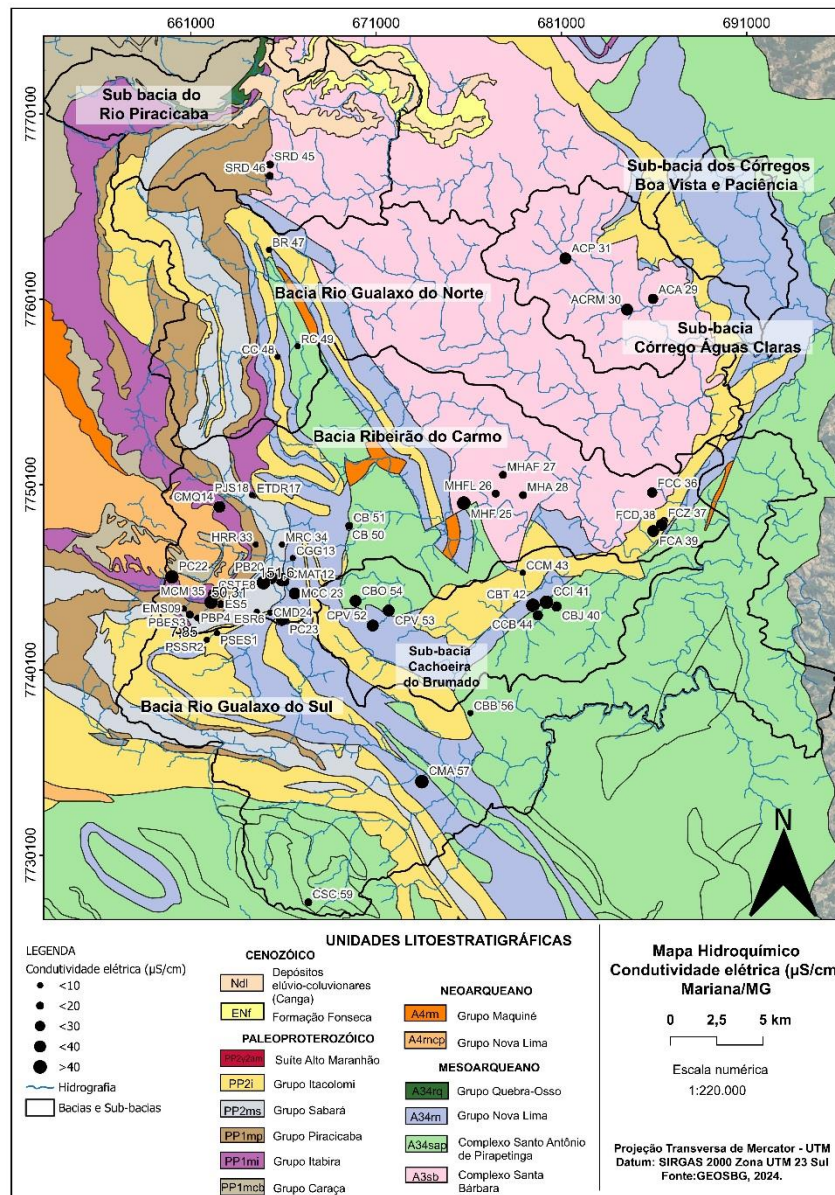 661000
671000
681000
691000
7770100
7760100
7750100
7740100
7730100
Sub bacia do
Rio Piracicaba
SRD 45
SRD 46
Sub-bacia dos Córregos
Boa Vista e Paciência
BR 47
ACP 31
Bacia Rio Gualaxo do Norte
ACA 29
ACRM 30
RC 49
CC 48
Sub-bacia
Córrego Águas Claras
Bacia Ribeirão do Carmo
MHAF 27
PJS18
ETDR17
MHFL 26
MHA 28
FCC 36
CMQ14
MHF 25
FCD 38
FCZ 37
CB 51
CB 50
FCA 39
HRR 33
MRC 34
CGG13
CCM 43
PC22
PB20
151,6
CSTE8
CMAT12
MCM 35
50,31
MCC 23
CBO 54
CBT 42
CCI 41
EMS09
ES5
CPV 52
CPV 53
CBJ 40
PBES3
PBP4
ESR6
CMD24
CCB 44
7,85
PC23
PSSR2
PSES1
Sub-bacia
Cachoeira
do Brumado
Bacia Rio Gualaxo do Sul
CBB 56
CMA 57
CSC 59
N
LEGENDA
Condutividade elétrica (µS/cm)
<10
<20
<30
<40
>40
Hidrografia
Bacias e Sub-bacias
UNIDADES LITOESTRATIGRÁFICAS
CENOZÓICO
Ndl Depósitos
elúvio-coluvionares
(Canga)
ENf Formação Fonseca
PALEOPROTEROZÓICO
Suíte Alto Maranhão
PP2i Grupo Itacolomi
PP2ms Grupo Sabará
PP1mp Grupo Piracicaba
PP1mi Grupo Itabira
PP1mcb Grupo Caraça
NEOARQUEANO
A4rm Grupo Maquiné
A4rncp Grupo Nova Lima
MESOARQUEANO
A34rq Grupo Quebra-Osso
A34rn Grupo Nova Lima
A34sap Complexo Santo Antônio
de Pirapetinga
A3sb Complexo Santa
Bárbara
Mapa Hidroquímico
Condutividade elétrica (µS/cm
Mariana/MG
0 2,5 5 km
Escala numérica
1:220.000
Projeção Transversa de Mercator - UTM
Datum: SIRGAS 2000 Zona UTM 23 Sul
Fonte:GEOSBG, 2024.